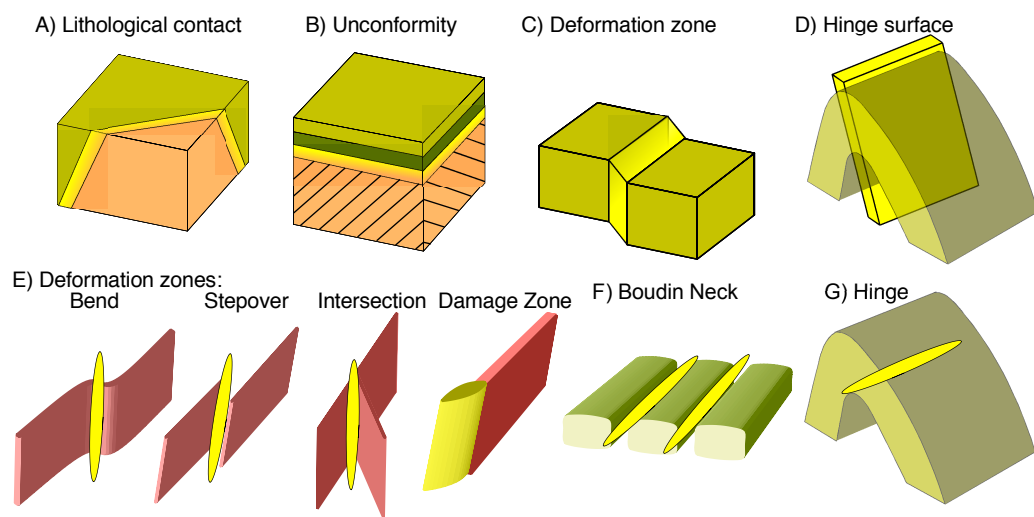 A) Lithological contact
B) Unconformity
C) Deformation zone
D) Hinge surface
E) Deformation zones:
Bend
Stepover
Intersection
Damage Zone
F) Boudin Neck
G) Hinge